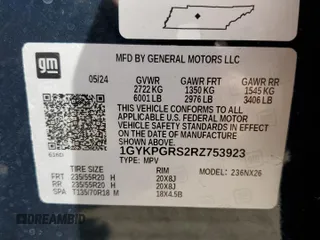 gm
MFD BY GENERAL MOTORS LLC
05/24 GVWR GAWR FRT GAWR RR
2722 KG 1350 KG 1545 KG
6001 LB 2976 LB 3406 LB
THIS VEHICLE CONFORMS TO ALL
APPLICABLE U.S. FEDERAL MOTOR
VEHICLE SAFETY AND THEFT
PREVENTION STANDARDS IN EFFECT
ON THE DATE OF MANUFACTURE
SHOWN ABOVE.
1GYKPGRS2RZ753923
TYPE: MPV
236NX26
TIRE SIZE RIM
FRT 235/55R20 H 20X8J
RR 235/55R20 H 20X8J
SPA T135/70R18 M 18X4.5B
DREAMBID